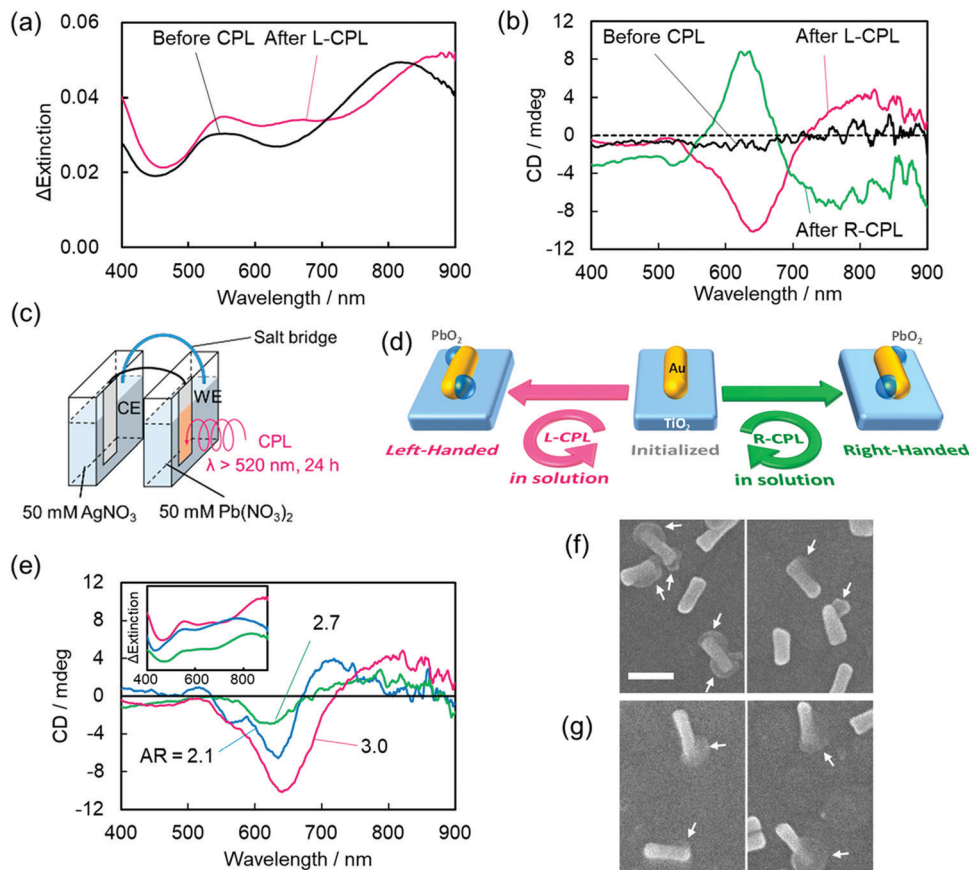 (a)
0.06
0.04
0.02
0.00
ΔExtinction
Before CPL After L-CPL
400 500 600 700 800 900
Wavelength / nm
(b)
12
8
4
0
-4
-8
-12
CD / mdeg
Before CPL
After L-CPL
After R-CPL
400 500 600 700 800 900
Wavelength / nm
(c)
Salt bridge
CE
WE
CPL
λ > 520 nm, 24 h
50 mM AgNO₃
50 mM Pb(NO₃)₂
(d)
PbO₂
Au
PbO₂
TiO₂
L-CPL
R-CPL
Left-Handed
Initialized
Right-Handed
in solution
in solution
(e)
12
8
4
0
-4
-8
-12
CD / mdeg
ΔExtinction
400 600 800
2.7
AR = 2.1
3.0
400 500 600 700 800 900
Wavelength / nm
(f)
(g)